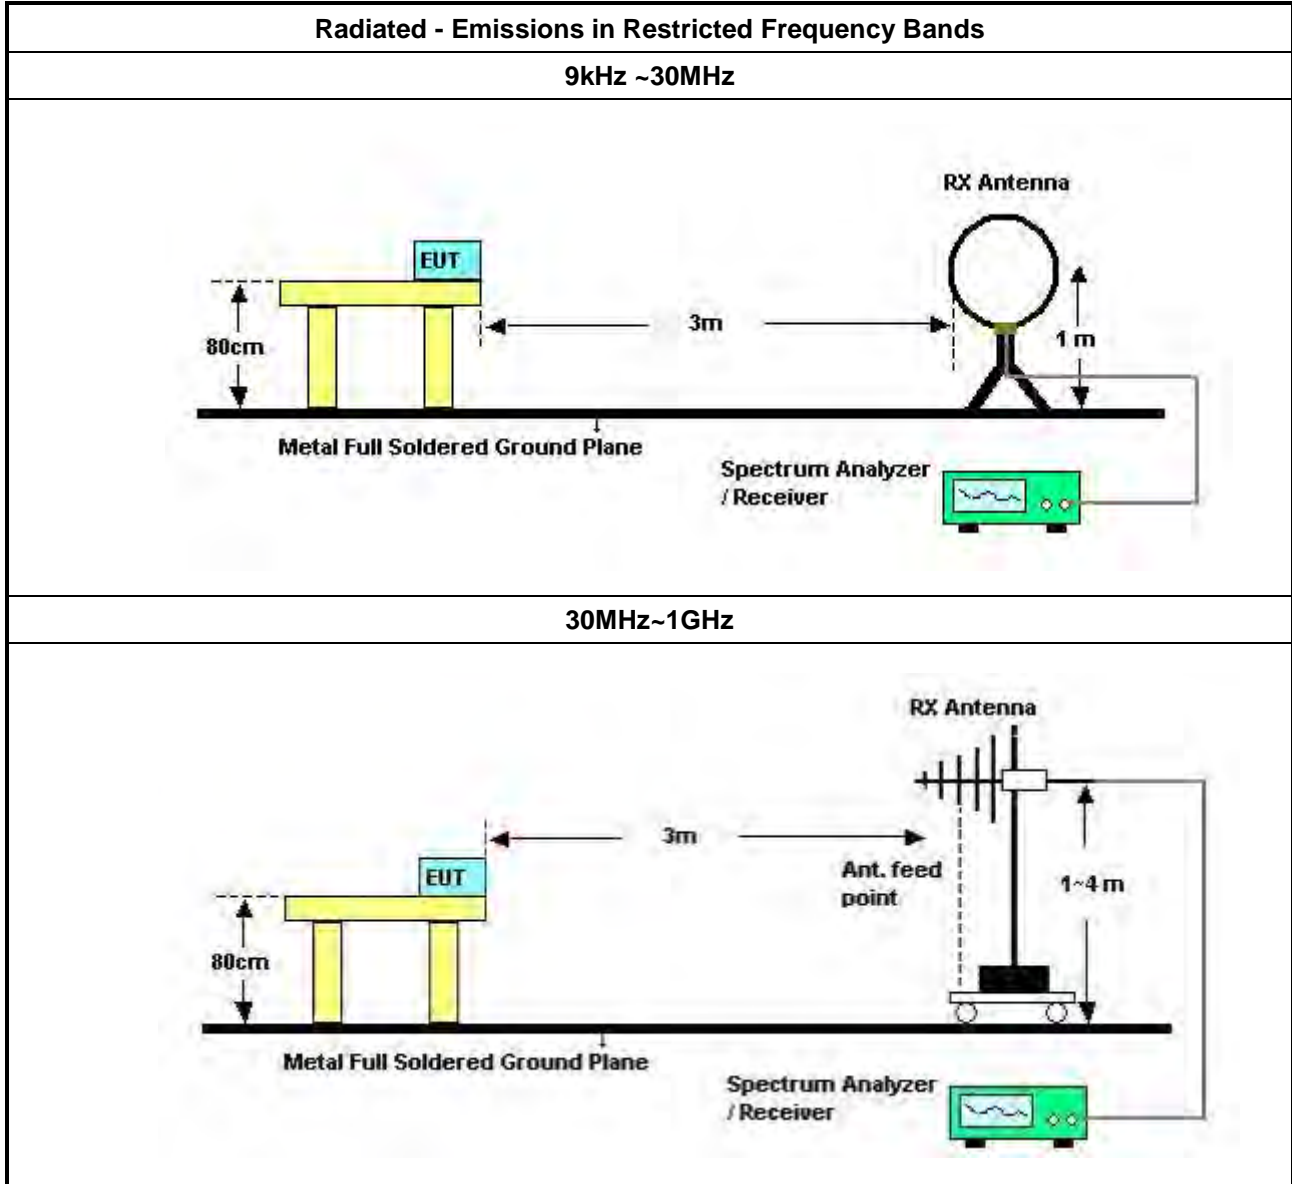 Radiated - Emissions in Restricted Frequency Bands
9kHz ~30MHz
RX Antenna
EUT
3m
80cm
1 m
Metal Full Soldered Ground Plane
Spectrum Analyzer
/ Receiver
30MHz~1GHz
RX Antenna
3m
EUT
Ant. feed
point
1~4 m
80cm
Metal Full Soldered Ground Plane
Spectrum Analyzer
/ Receiver